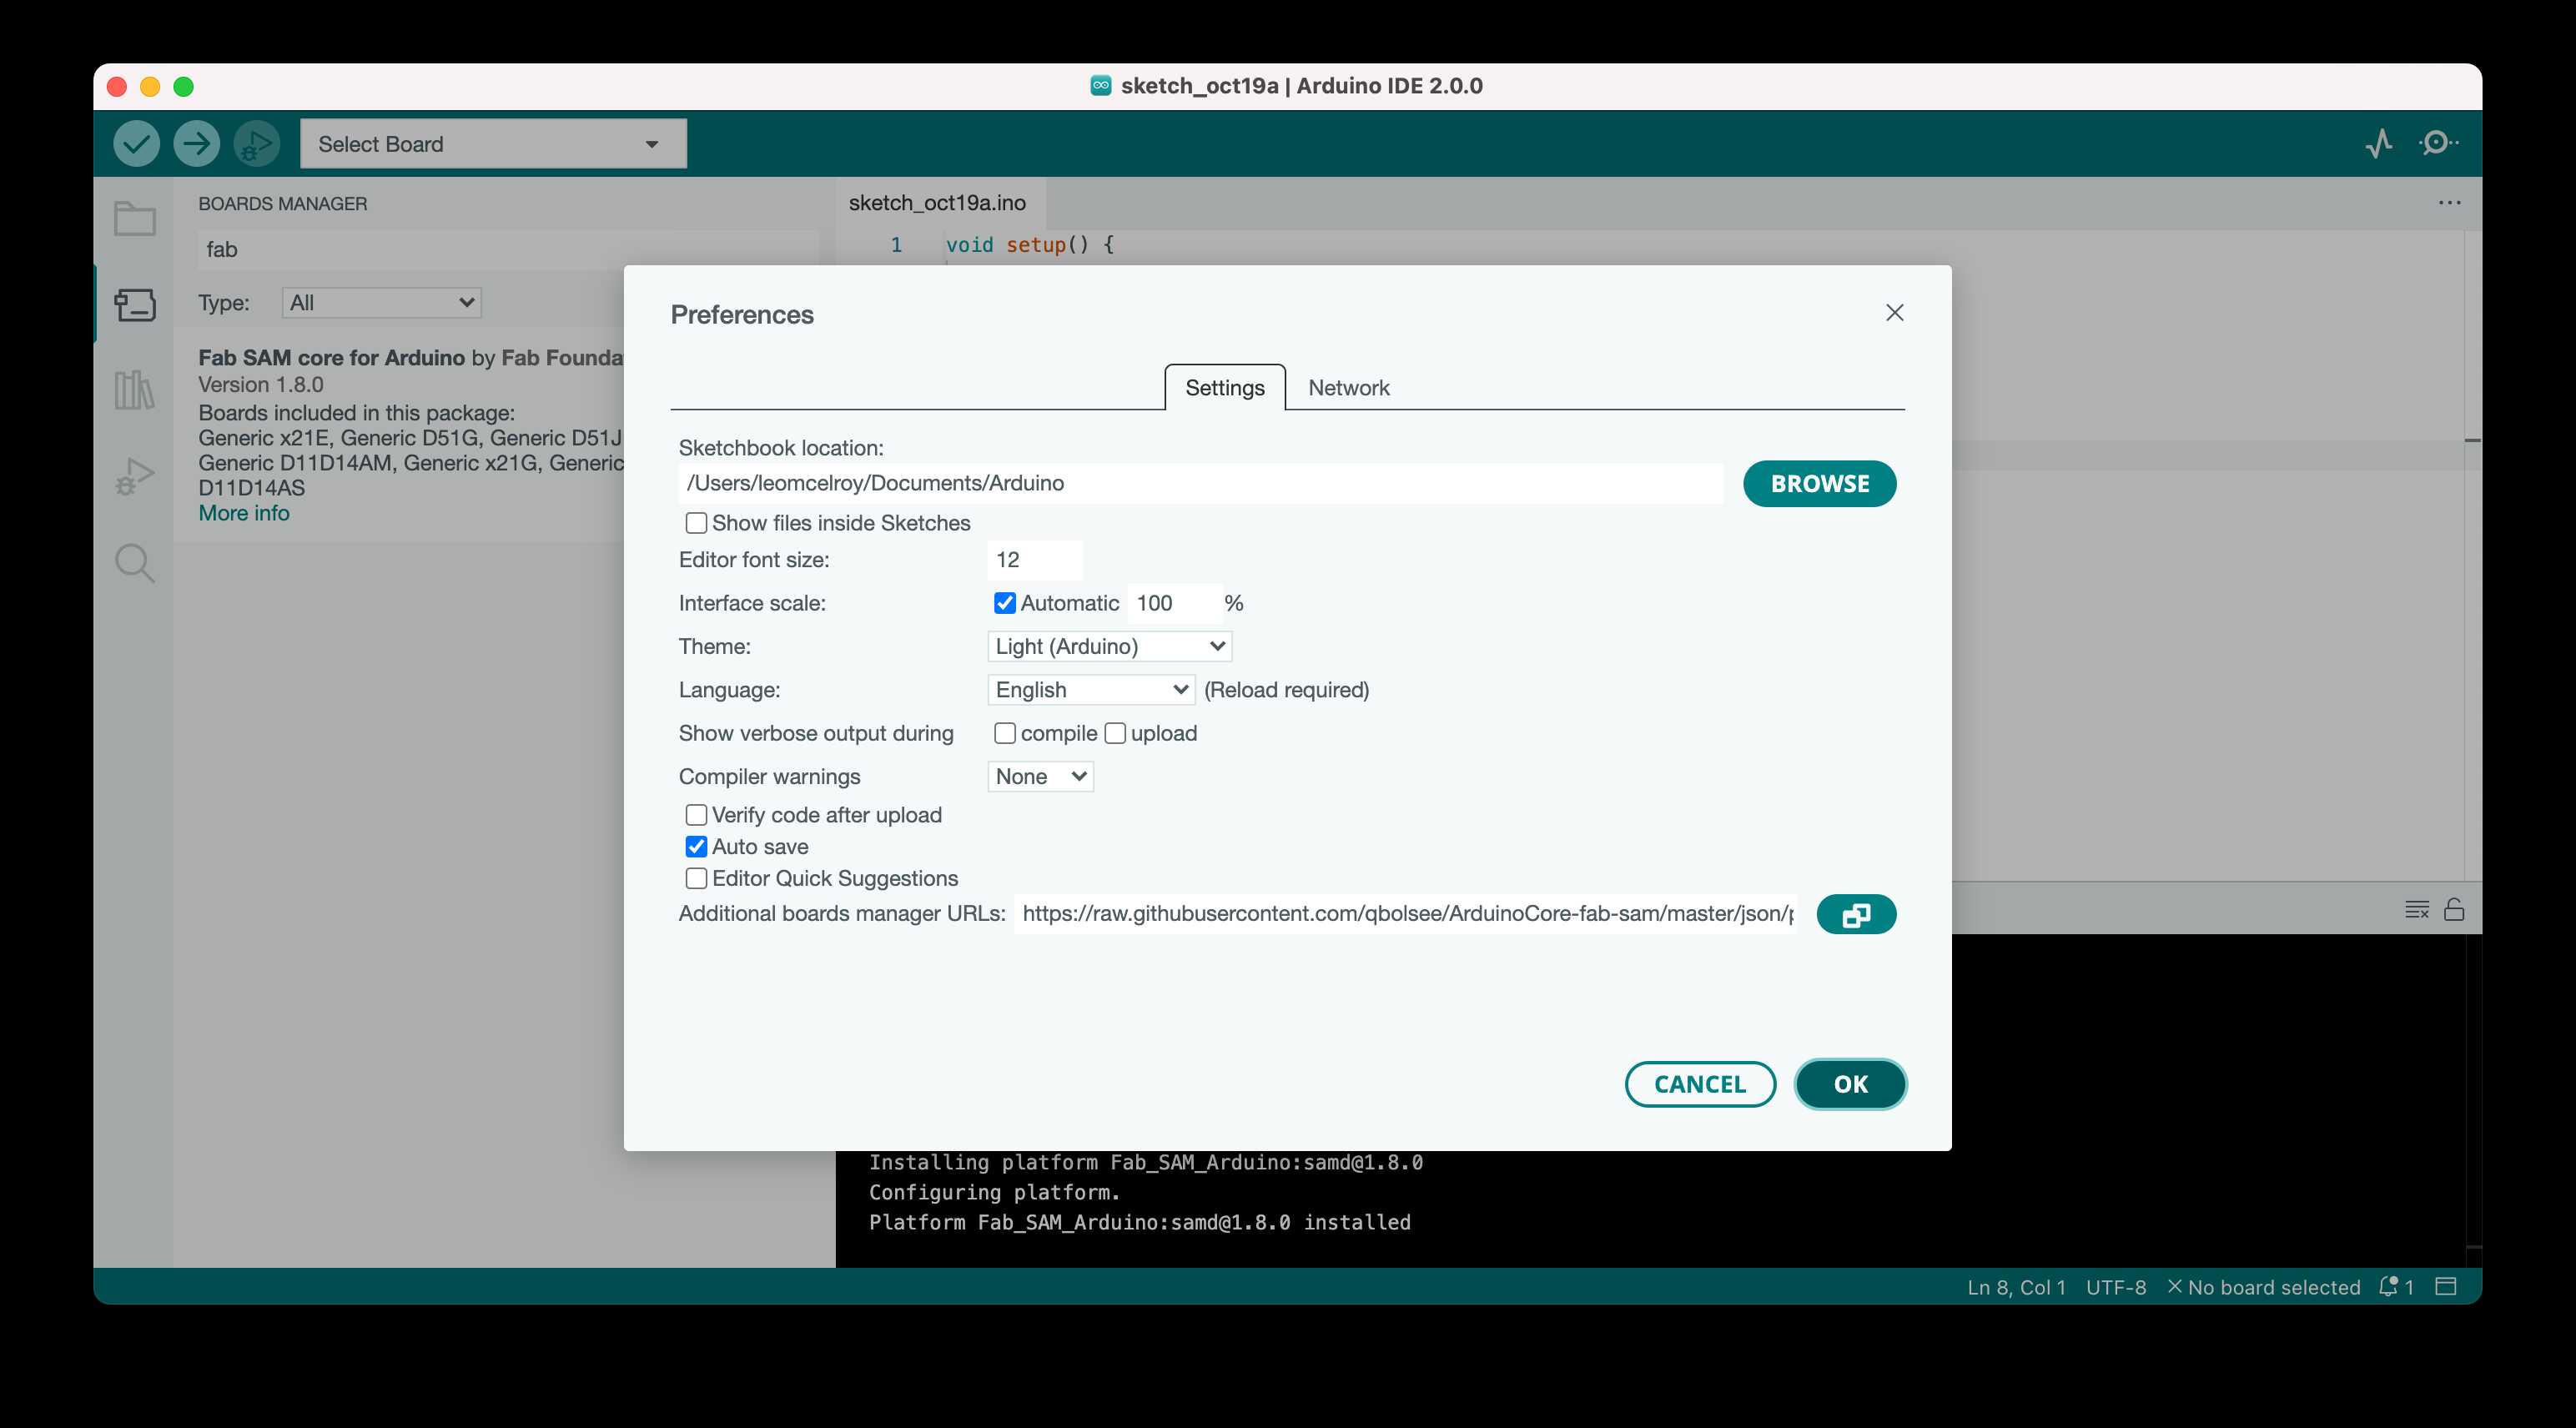 sketch_oct19a | Arduino IDE 2.0.0
Select Board
BOARDS MANAGER
fab
Type: All
Fab SAM core for Arduino by Fab
Version 1.8.0
Boards included in this package:
Generic x21E, Generic D51G, Generic D51J
Generic D11D14AM, Generic x21G, Generic
D11D14AS
More info
sketch_oct19a.ino
1 void setup() {
Preferences
Settings Network
Sketchbook location:
/Users/leomcelroy/Documents/Arduino
BROWSE
Show files inside Sketches
Editor font size: 12
Interface scale: Automatic 100 %
Theme: Light (Arduino)
Language: English (Reload required)
Show verbose output during compile upload
Compiler warnings None
Verify code after upload
Auto save
Editor Quick Suggestions
Additional boards manager URLs: https://raw.githubusercontent.com/qbolsee/ArduinoCore-fab-sam/master/json/
CANCEL OK
Installing platform Fab_SAM_Arduino:samd@1.8.0
Configuring platform.
Platform Fab_SAM_Arduino:samd@1.8.0 installed
Ln 8, Col 1 UTF-8 No board selected 1